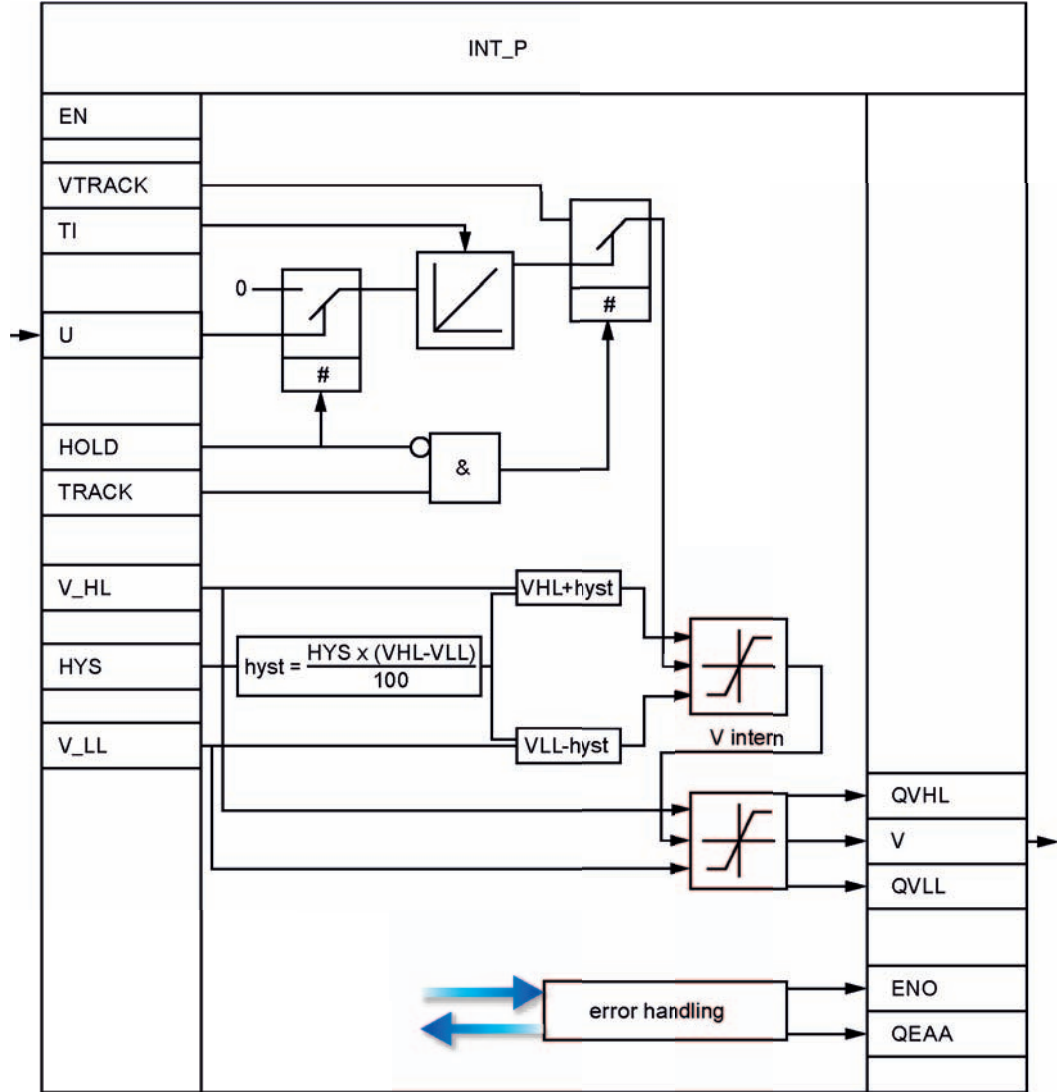 INT_P
EN
VTRACK
TI
0
#
U
#
HOLD
&
TRACK
V_HL
VHL+hyst
HYS
hyst = HYS x (VHL-VLL)
100
V_LL
VLL-hyst
V intern
QVHL
V
QVLL
ENO
error handling
QEAA